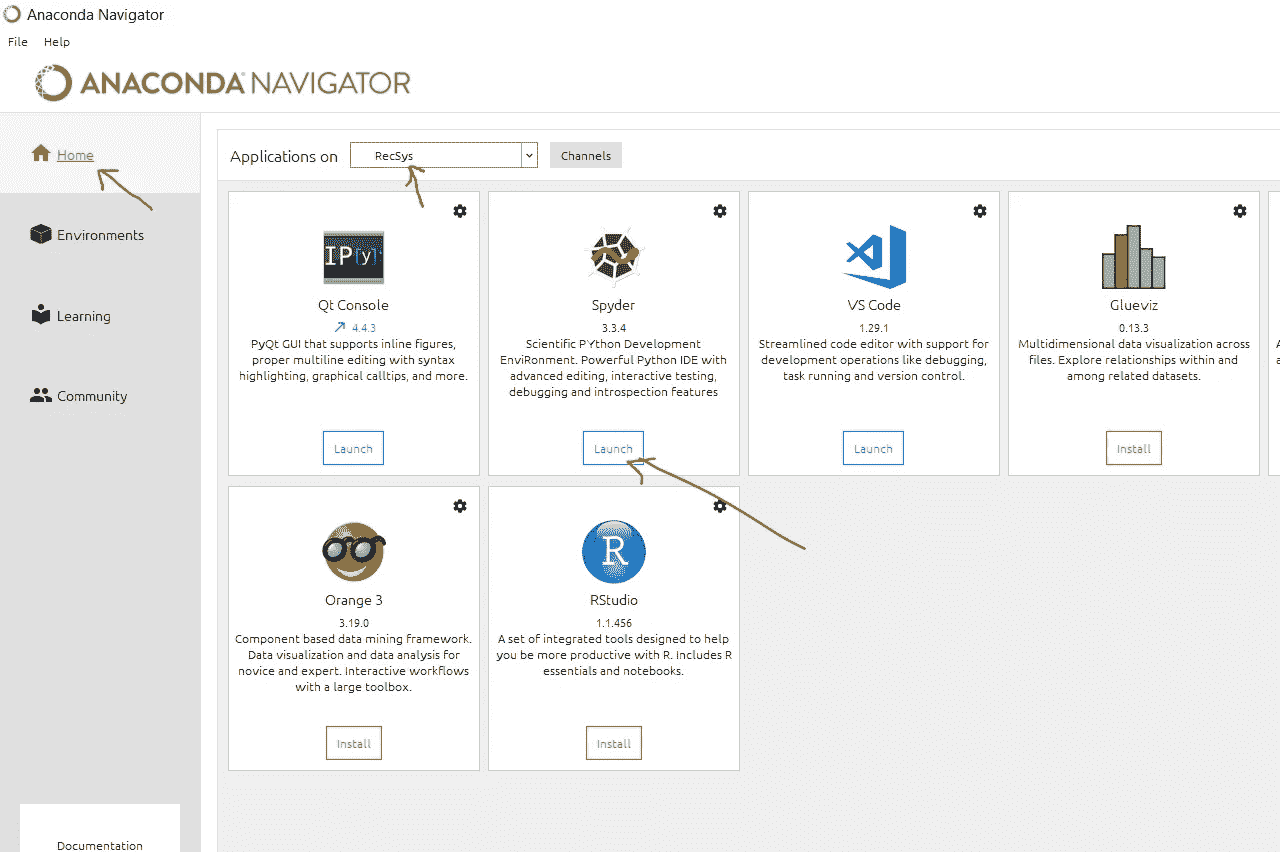 Anaconda Navigator
File Help
ANACONDA NAVIGATOR
Home
Environments
Learning
Community
Documentation
Applications on RecSys Channels
IP[y]:
Qt Console
4.4.3
PyQt GUI that supports inline figures,
proper multiline editing with syntax
highlighting, graphical calltips, and more.
Launch
Spyder
3.3.4
Scientific PYthon Development
EnviRonment. Powerful Python IDE with
advanced editing, interactive testing,
debugging and introspection features
Launch
VS Code
1.29.1
Streamlined code editor with support for
development operations like debugging,
task running and version control.
Launch
Glueviz
0.13.3
Multidimensional data visualization across
files. Explore relationships within and
among related datasets.
Install
Orange 3
3.19.0
Component based data mining framework.
Data visualization and data analysis for
novice and expert. Interactive workflows
with a large toolbox.
Install
R
RStudio
1.1.456
A set of integrated tools designed to help
you be more productive with R. Includes R
essentials and notebooks.
Install